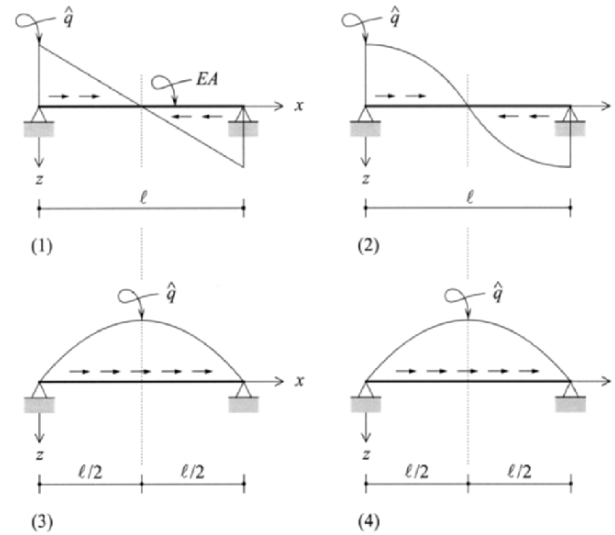 q̂ q̂
EA
x
z z
ℓ ℓ
(1) (2)
q̂ q̂
x
z z
ℓ/2 ℓ/2 ℓ/2 ℓ/2
(3) (4)